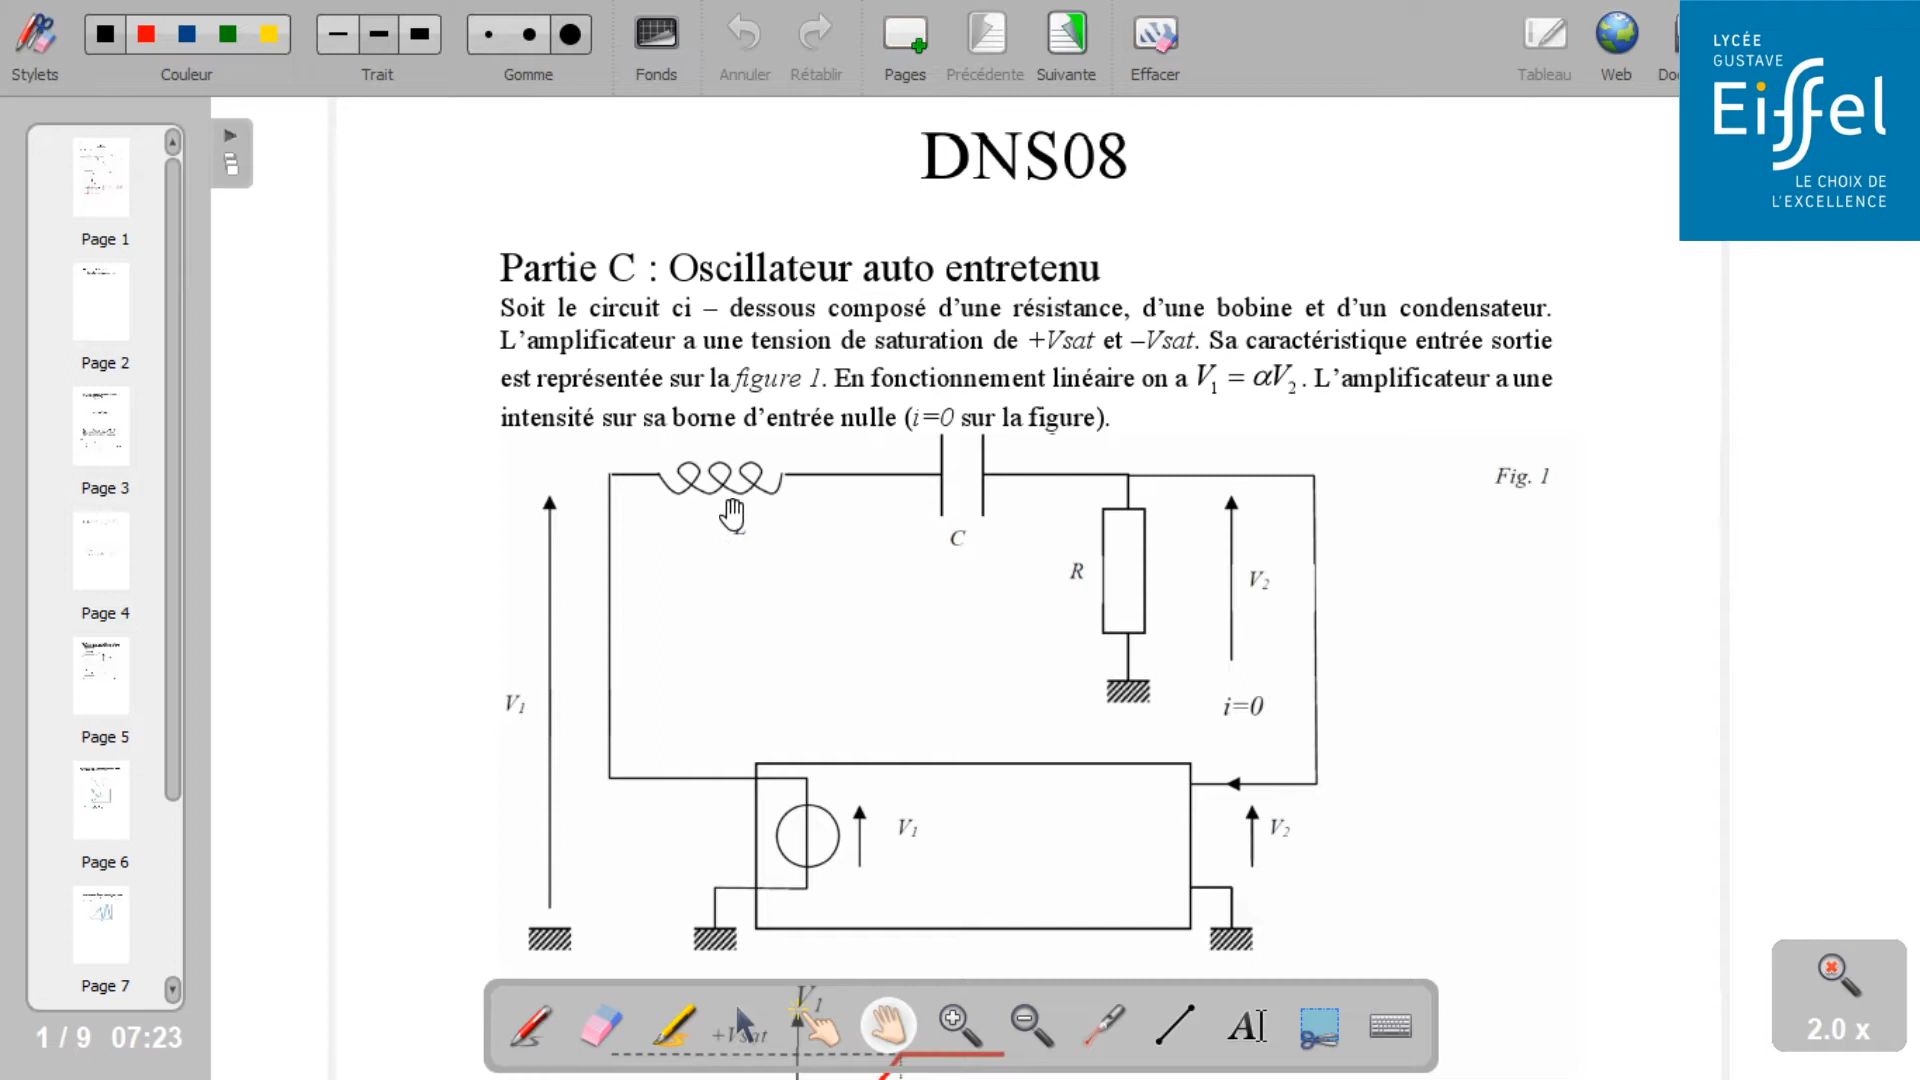 Stylets
Couleur
Trait
Gomme
Fonds
Annuler
Rétablir
Pages
Précédente
Suivante
Effacer
Tableau
Web
LYCÉE
GUSTAVE
Eiffel
LE CHOIX DE
L'EXCELLENCE
Page 1
Page 2
Page 3
Page 4
Page 5
Page 6
Page 7
1 / 9 07:23
DNS08
Partie C : Oscillateur auto entretenu
Soit le circuit ci – dessous composé d’une résistance, d’une bobine et d’un condensateur.
L’amplificateur a une tension de saturation de +Vsat et –Vsat. Sa caractéristique entrée sortie
est représentée sur la figure 1. En fonctionnement linéaire on a V₁ = αV₂. L’amplificateur a une
intensité sur sa borne d’entrée nulle (i=0 sur la figure).
Fig. 1
C
R
V₂
V₁
i=0
V₁
V₂
V₁
+Vsat
2.0 x